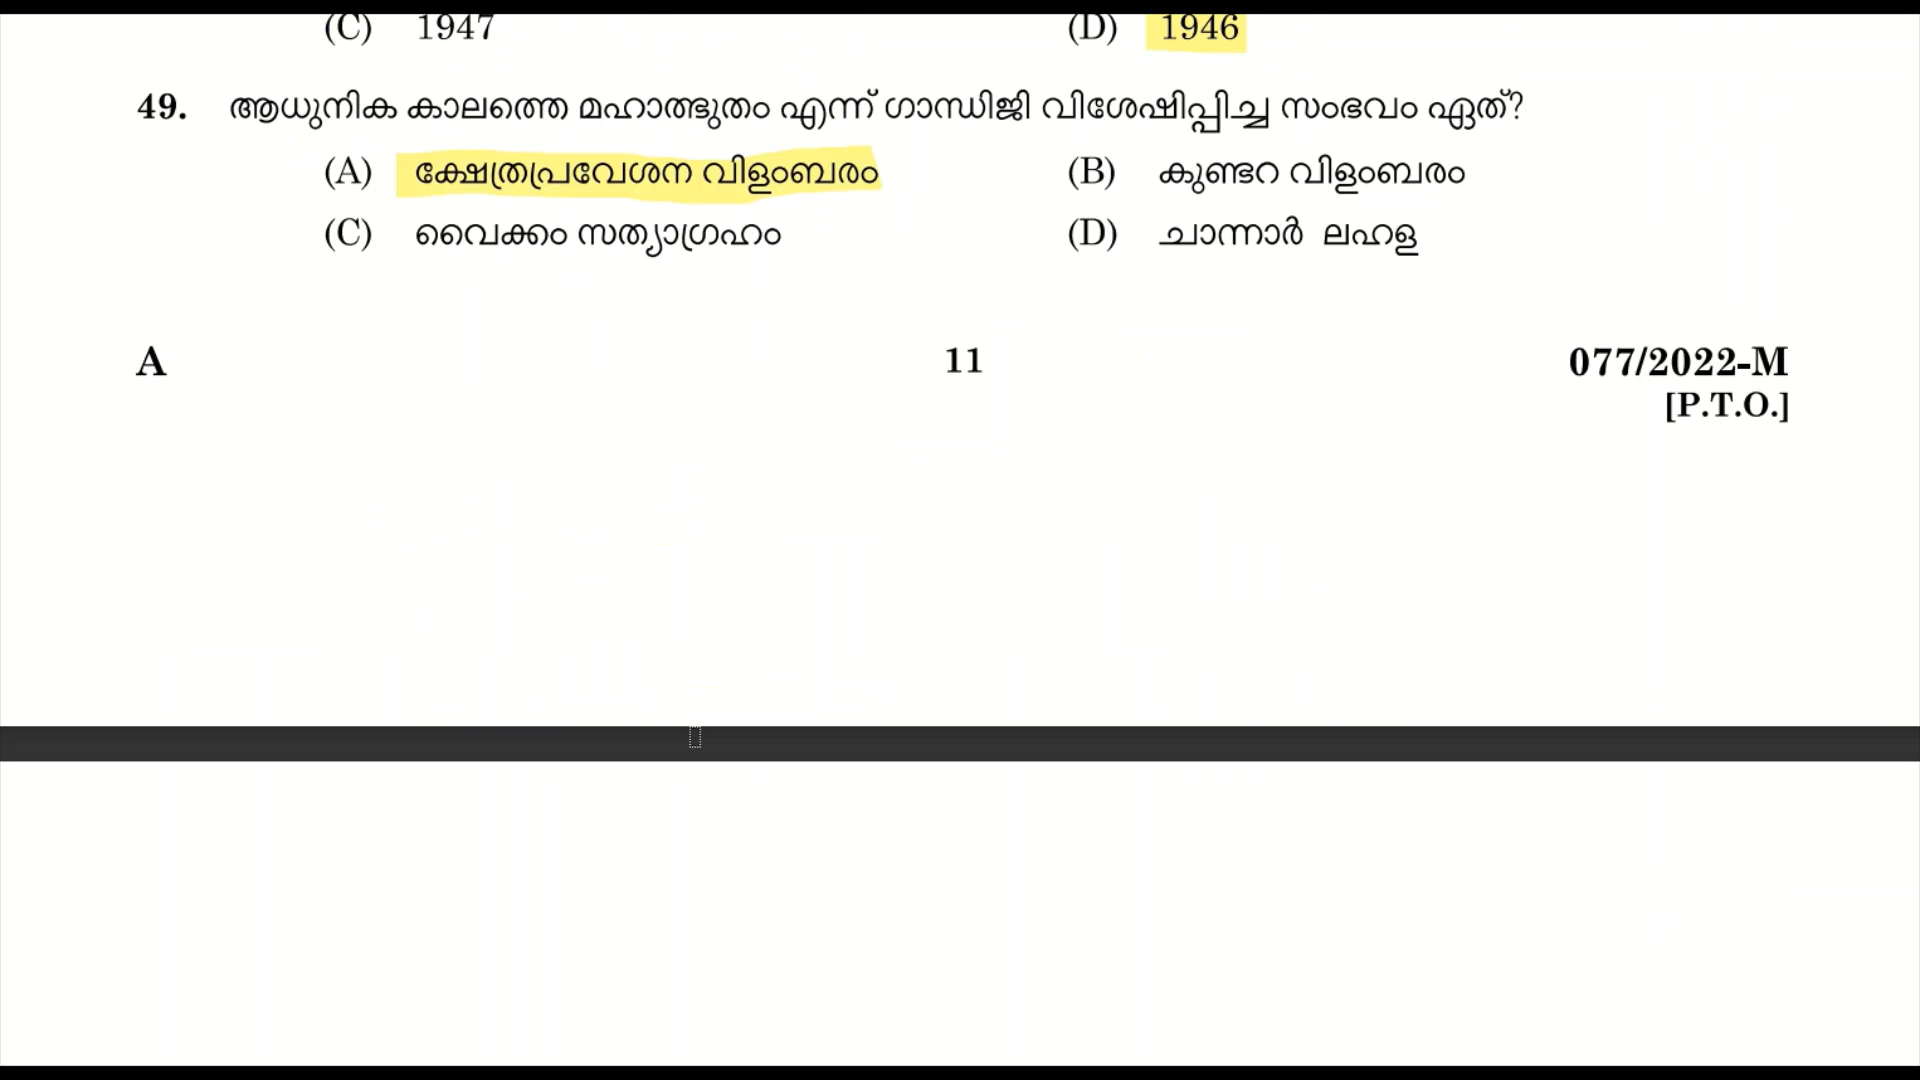 (C) 1947 (D) 1946
49. ആധുനിക കാലത്തെ മഹാത്ഭുതം എന്ന് ഗാന്ധിജി വിശേഷിപ്പിച്ച സംഭവം ഏത്?
(A) ക്ഷേത്രപ്രവേശന വിളംബരം (B) കുണ്ടറ വിളംബരം
(C) വൈക്കം സത്യാഗ്രഹം (D) ചാന്നാർ ലഹള
A 11 077/2022-M
[P.T.O.]